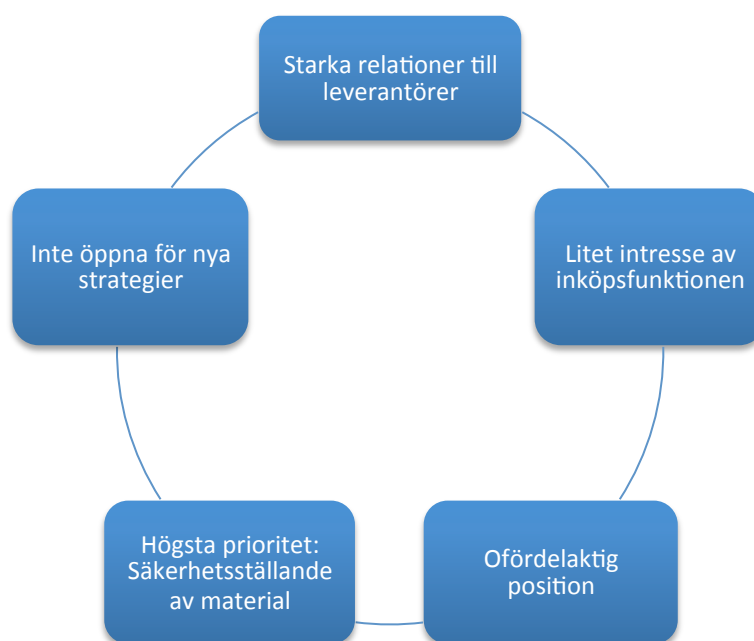 Starka relationer till
leverantörer
Litet intresse av
inköpsfunktionen
Ofördelaktig
position
Högsta prioritet:
Säkerhetsställande
av material
Inte öppna för nya
strategier